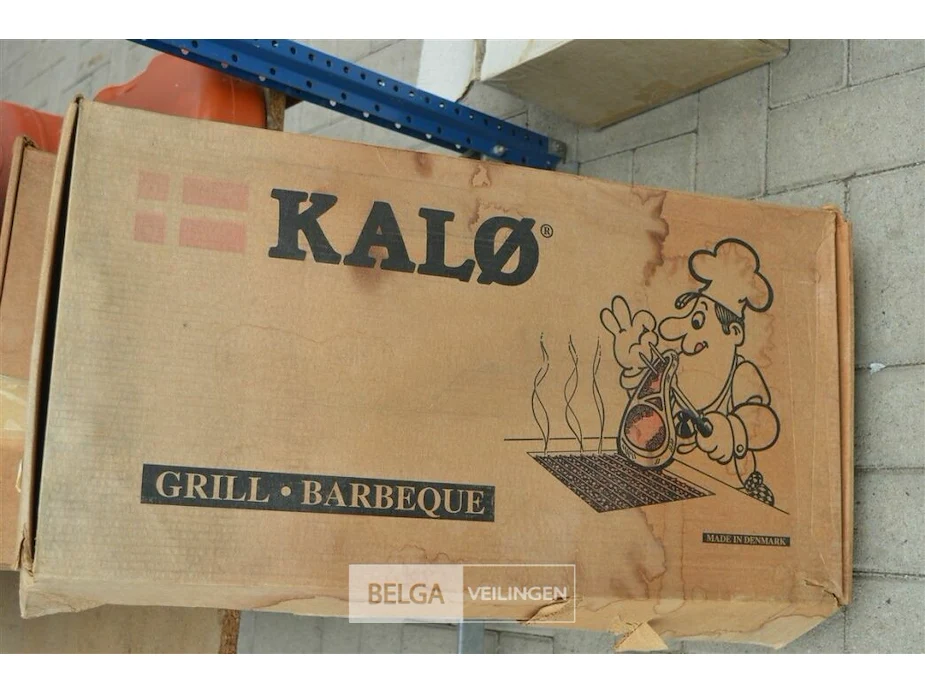 KALØ®
GRILL · BARBEQUE
MADE IN DENMARK
BELGA VEILINGEN